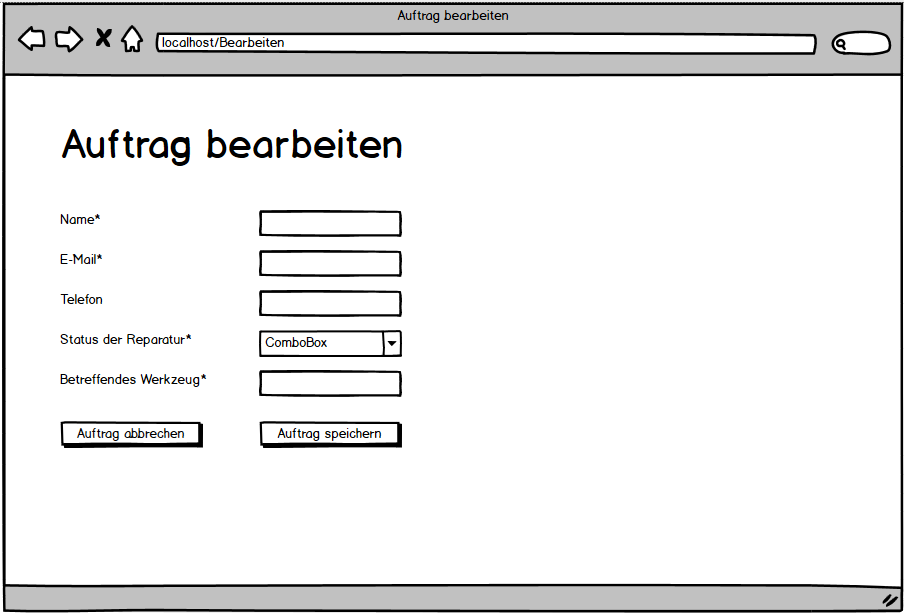 Auftrag bearbeiten
localhost/Bearbeiten
Auftrag bearbeiten
Name*
E-Mail*
Telefon
Status der Reparatur*
ComboBox
Betreffendes Werkzeug*
Auftrag abbrechen
Auftrag speichern